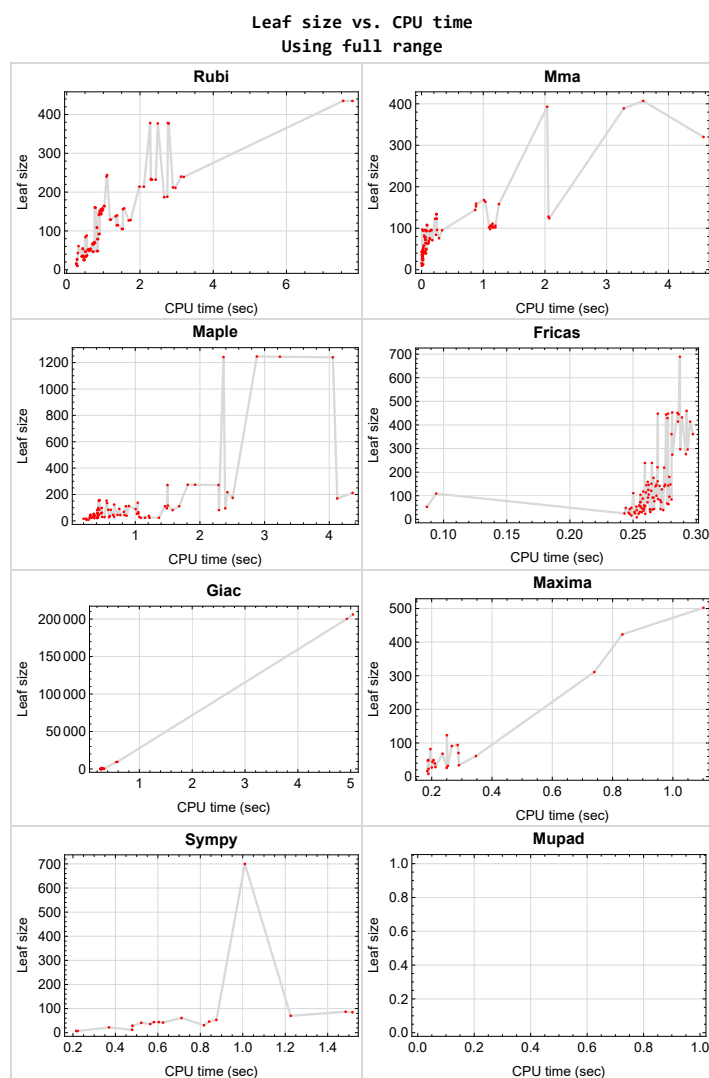 Leaf size vs. CPU time
Using full range
Rubi
Leaf size
400
300
200
100
0
0 2 4 6
CPU time (sec)
Mma
Leaf size
400
300
200
100
0
0 1 2 3 4
CPU time (sec)
Maple
Leaf size
1200
1000
800
600
400
200
0
1 2 3 4
CPU time (sec)
Fricas
Leaf size
700
600
500
400
300
200
100
0
0.10 0.15 0.20 0.25 0.30
CPU time (sec)
Giac
Leaf size
200 000
150 000
100 000
50 000
0
1 2 3 4 5
CPU time (sec)
Maxima
Leaf size
500
400
300
200
100
0
0.2 0.4 0.6 0.8 1.0
CPU time (sec)
Sympy
Leaf size
700
600
500
400
300
200
100
0
0.2 0.4 0.6 0.8 1.0 1.2 1.4
CPU time (sec)
Mupad
Leaf size
1.0
0.8
0.6
0.4
0.2
0.0
0.0 0.2 0.4 0.6 0.8 1.0
CPU time (sec)